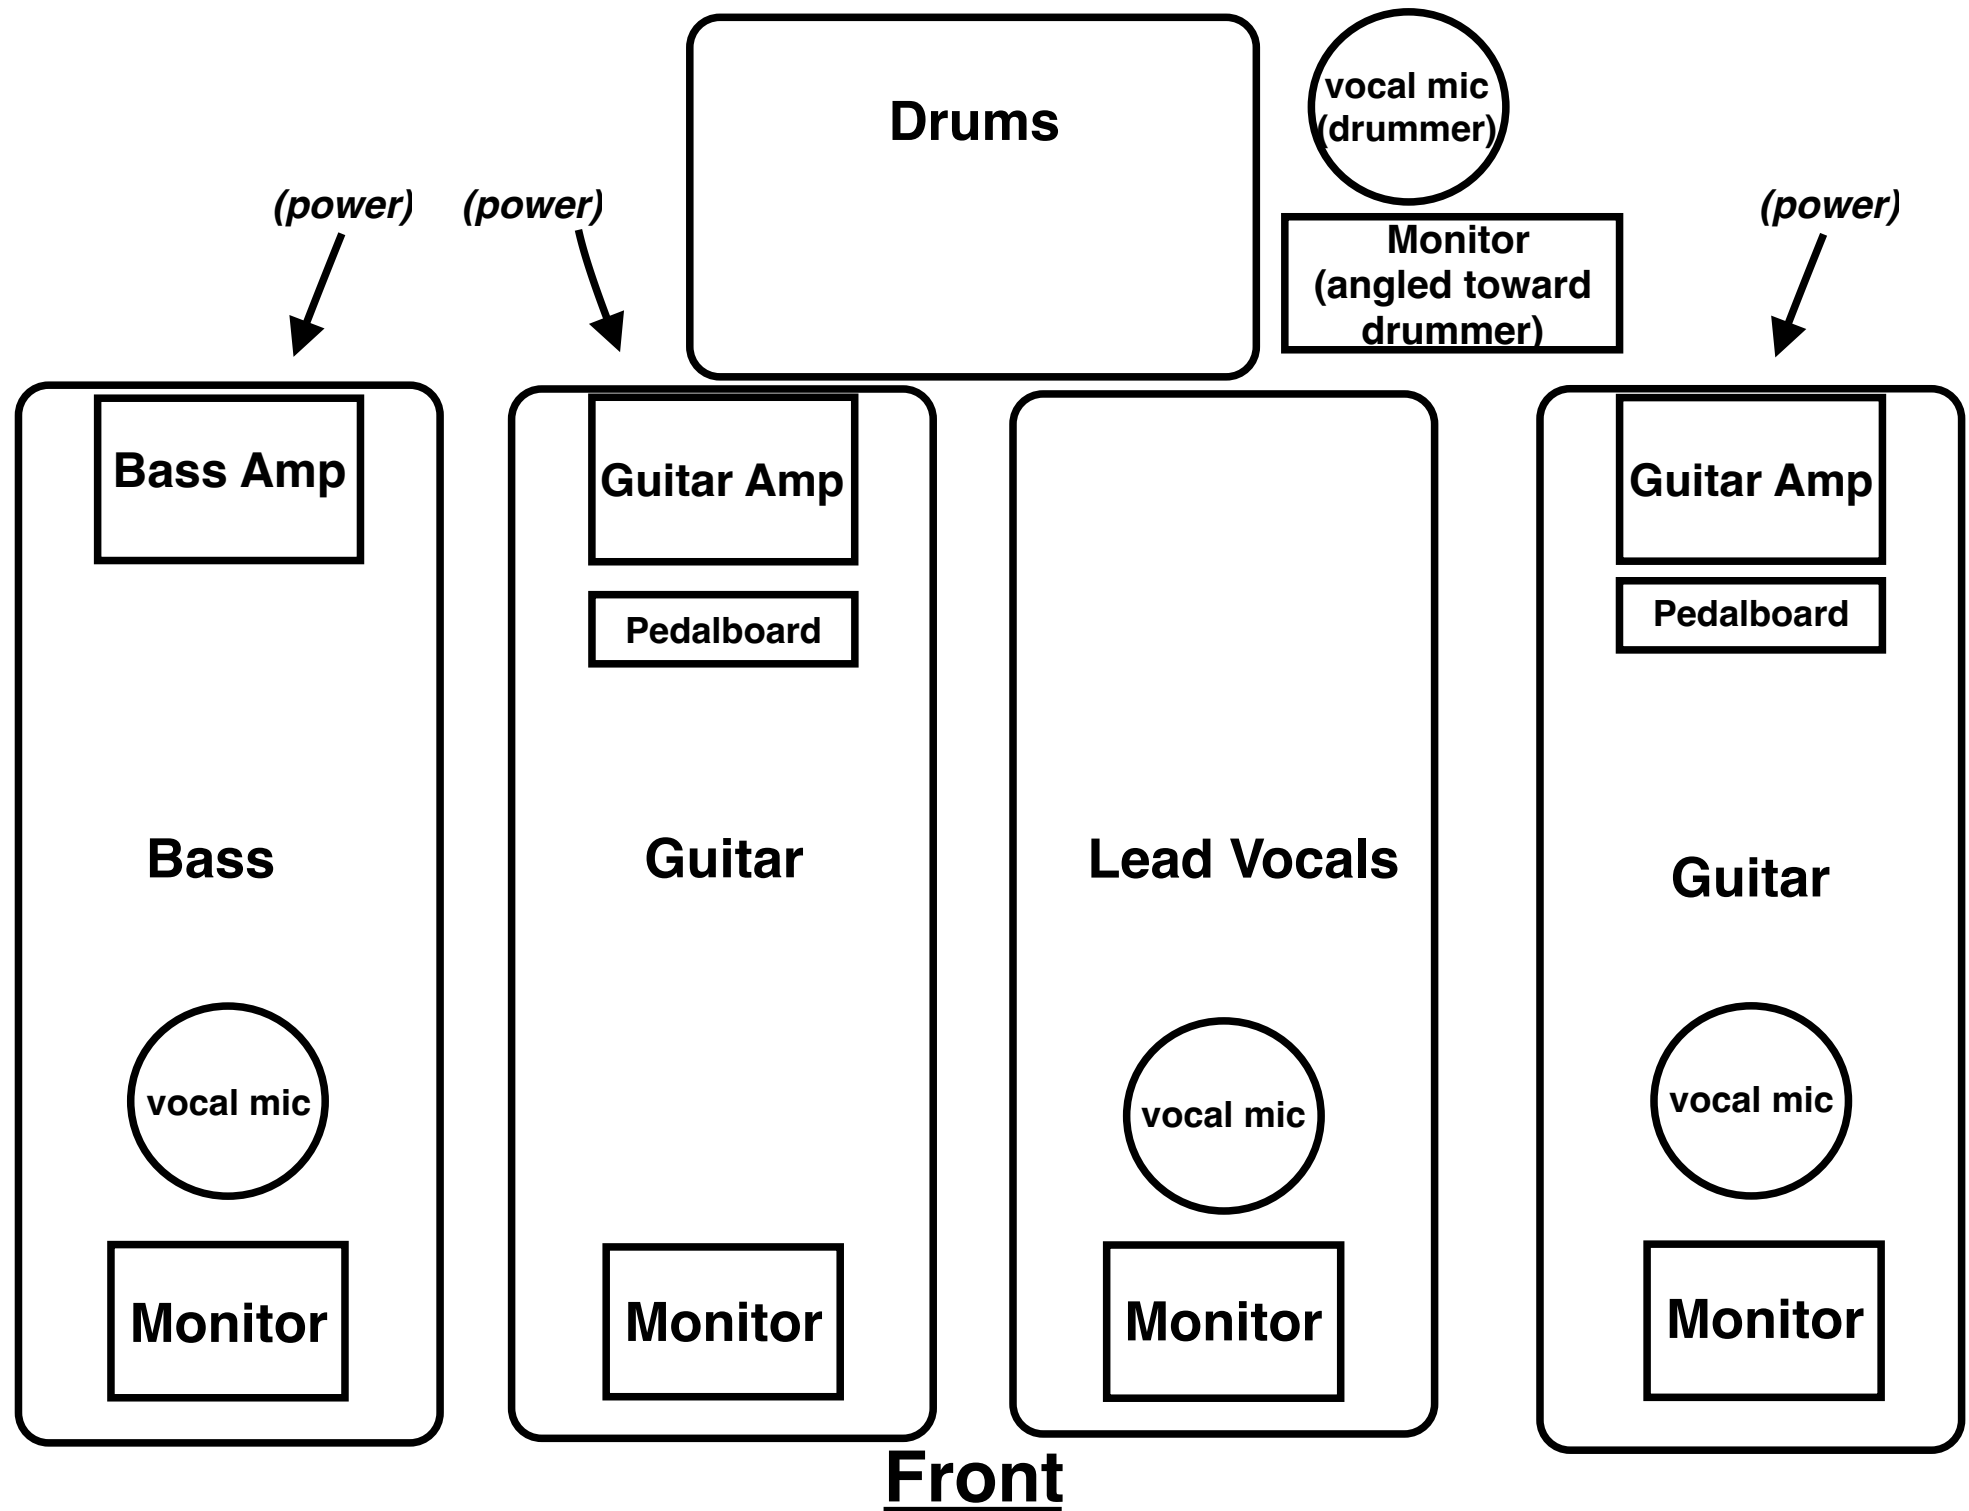 Drums
vocal mic
(drummer)
(power)
(power)
(power)
Monitor
(angled toward
drummer)
Bass Amp
Guitar Amp
Guitar Amp
Pedalboard
Pedalboard
Bass
Guitar
Lead Vocals
Guitar
vocal mic
vocal mic
vocal mic
Monitor
Monitor
Monitor
Monitor
Front